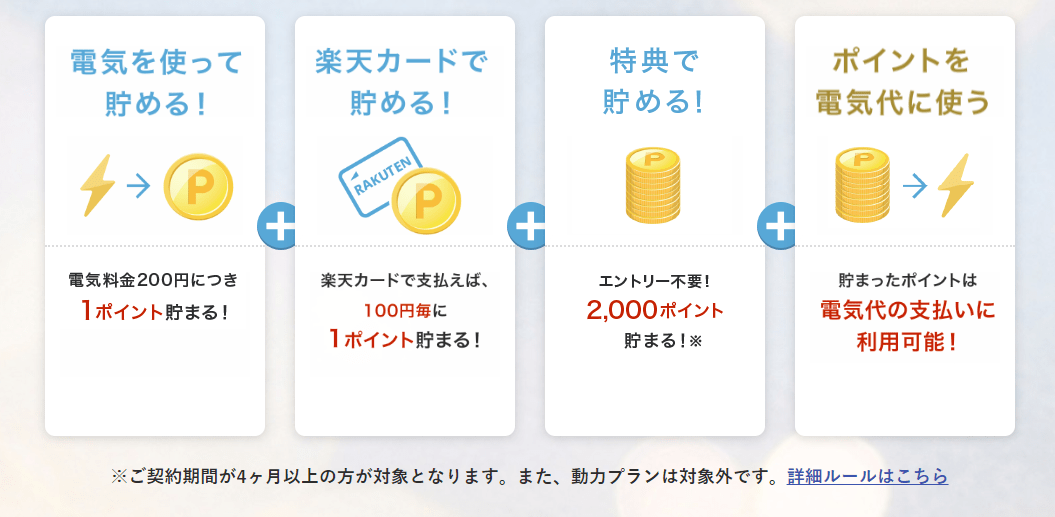 電気を使って
貯める！
電気料金200円につき
1ポイント貯まる！
楽天カードで
貯める！
RAKUTEN
P
楽天カードで支払えば、
100円毎に
1ポイント貯まる！
特典で
貯める！
P
エントリー不要！
2,000ポイント
貯まる！※
ポイントを
電気代に使う
P
貯まったポイントは
電気代の支払いに
利用可能！
※ご契約期間が4ヶ月以上の方が対象となります。また、動力プランは対象外です。詳細ルールはこちら